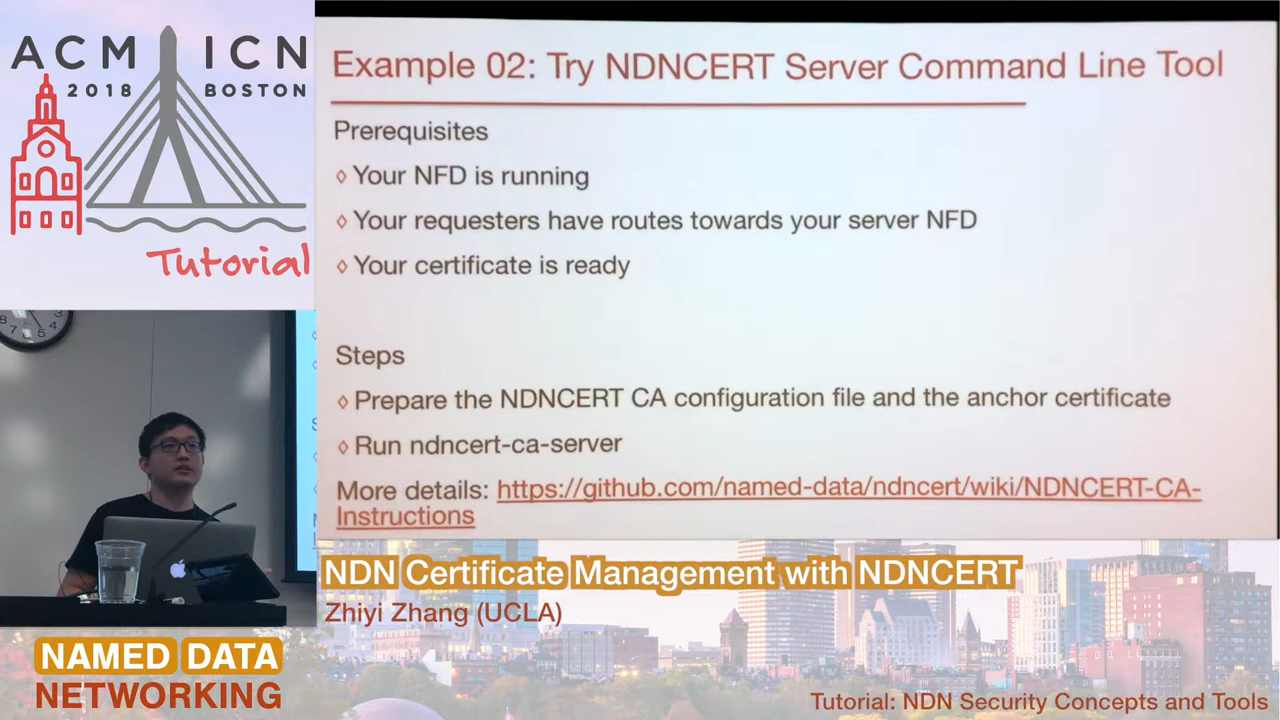 ACM ICN
2018 BOSTON
Tutorial
Example 02: Try NDNCERT Server Command Line Tool
Prerequisites
◊ Your NFD is running
◊ Your requesters have routes towards your server NFD
◊ Your certificate is ready
Steps
◊ Prepare the NDNCERT CA configuration file and the anchor certificate
◊ Run ndncert-ca-server
More details: https://github.com/named-data/ndncert/wiki/NDNCERT-CA-
Instructions
NDN Certificate Management with NDNCERT
Zhiyi Zhang (UCLA)
NAMED DATA
NETWORKING
Tutorial: NDN Security Concepts and Tools